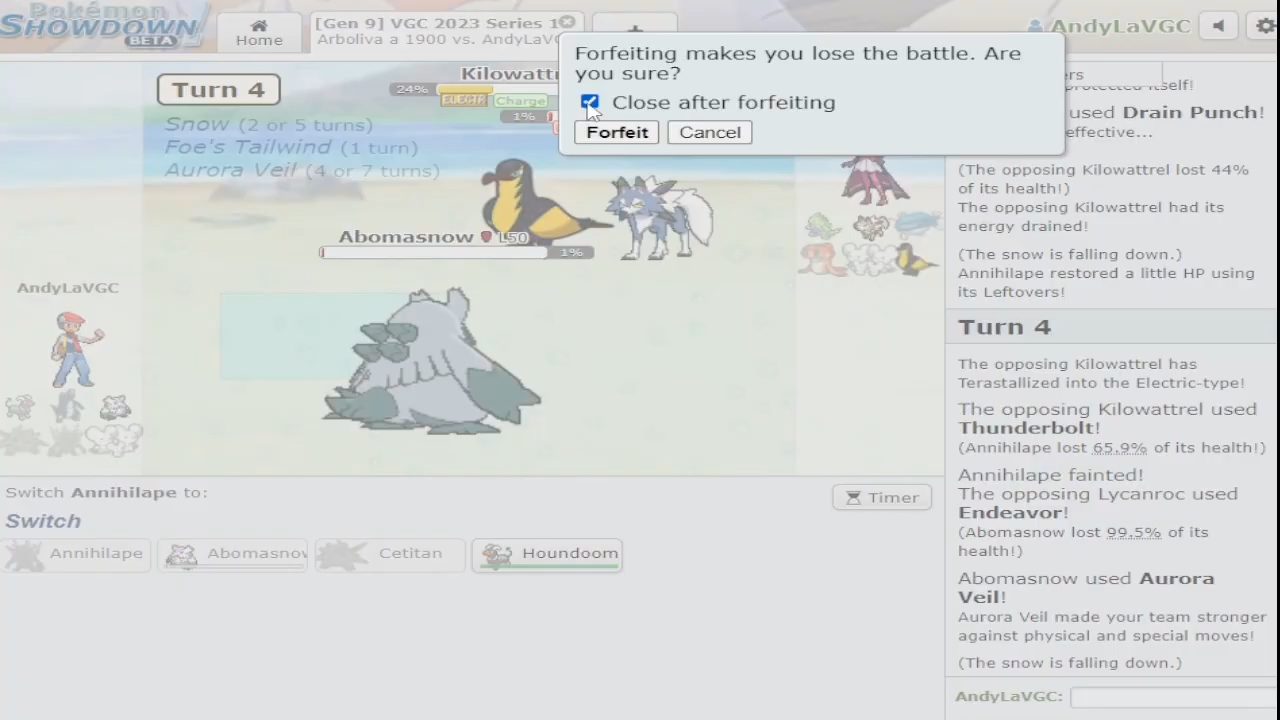 Pokémon
SHOWDOWN
BETA
Home
[Gen 9] VGC 2023 Series 1
Arboliva a 1900 vs. AndyLaVGC
AndyLaVGC
Forfeiting makes you lose the battle. Are
you sure?
Close after forfeiting
Forfeit
Cancel
Turn 4
Snow (2 or 5 turns)
Foe's Tailwind (1 turn)
Aurora Veil (4 or 7 turns)
24%
ELECTR
Charge
1%
Abomasnow L50
1%
AndyLaVGC
Switch Annihilape to:
Timer
Switch
Annihilape
Cetitan
Houndoom
used Drain Punch!
effective...
(The opposing Kilowattrel lost 44%
of its health!)
The opposing Kilowattrel had its
energy drained!
(The snow is falling down.)
Annihilape restored a little HP using
its Leftovers!
Turn 4
The opposing Kilowattrel has
Terastallized into the Electric-type!
The opposing Kilowattrel used
Thunderbolt!
(Annihilape lost 65.9% of its health!)
Annihilape fainted!
The opposing Lycanroc used
Endeavor!
(Abomasnow lost 99.5% of its
health!)
Abomasnow used Aurora
Veil!
Aurora Veil made your team stronger
against physical and special moves!
(The snow is falling down.)
AndyLaVGC: